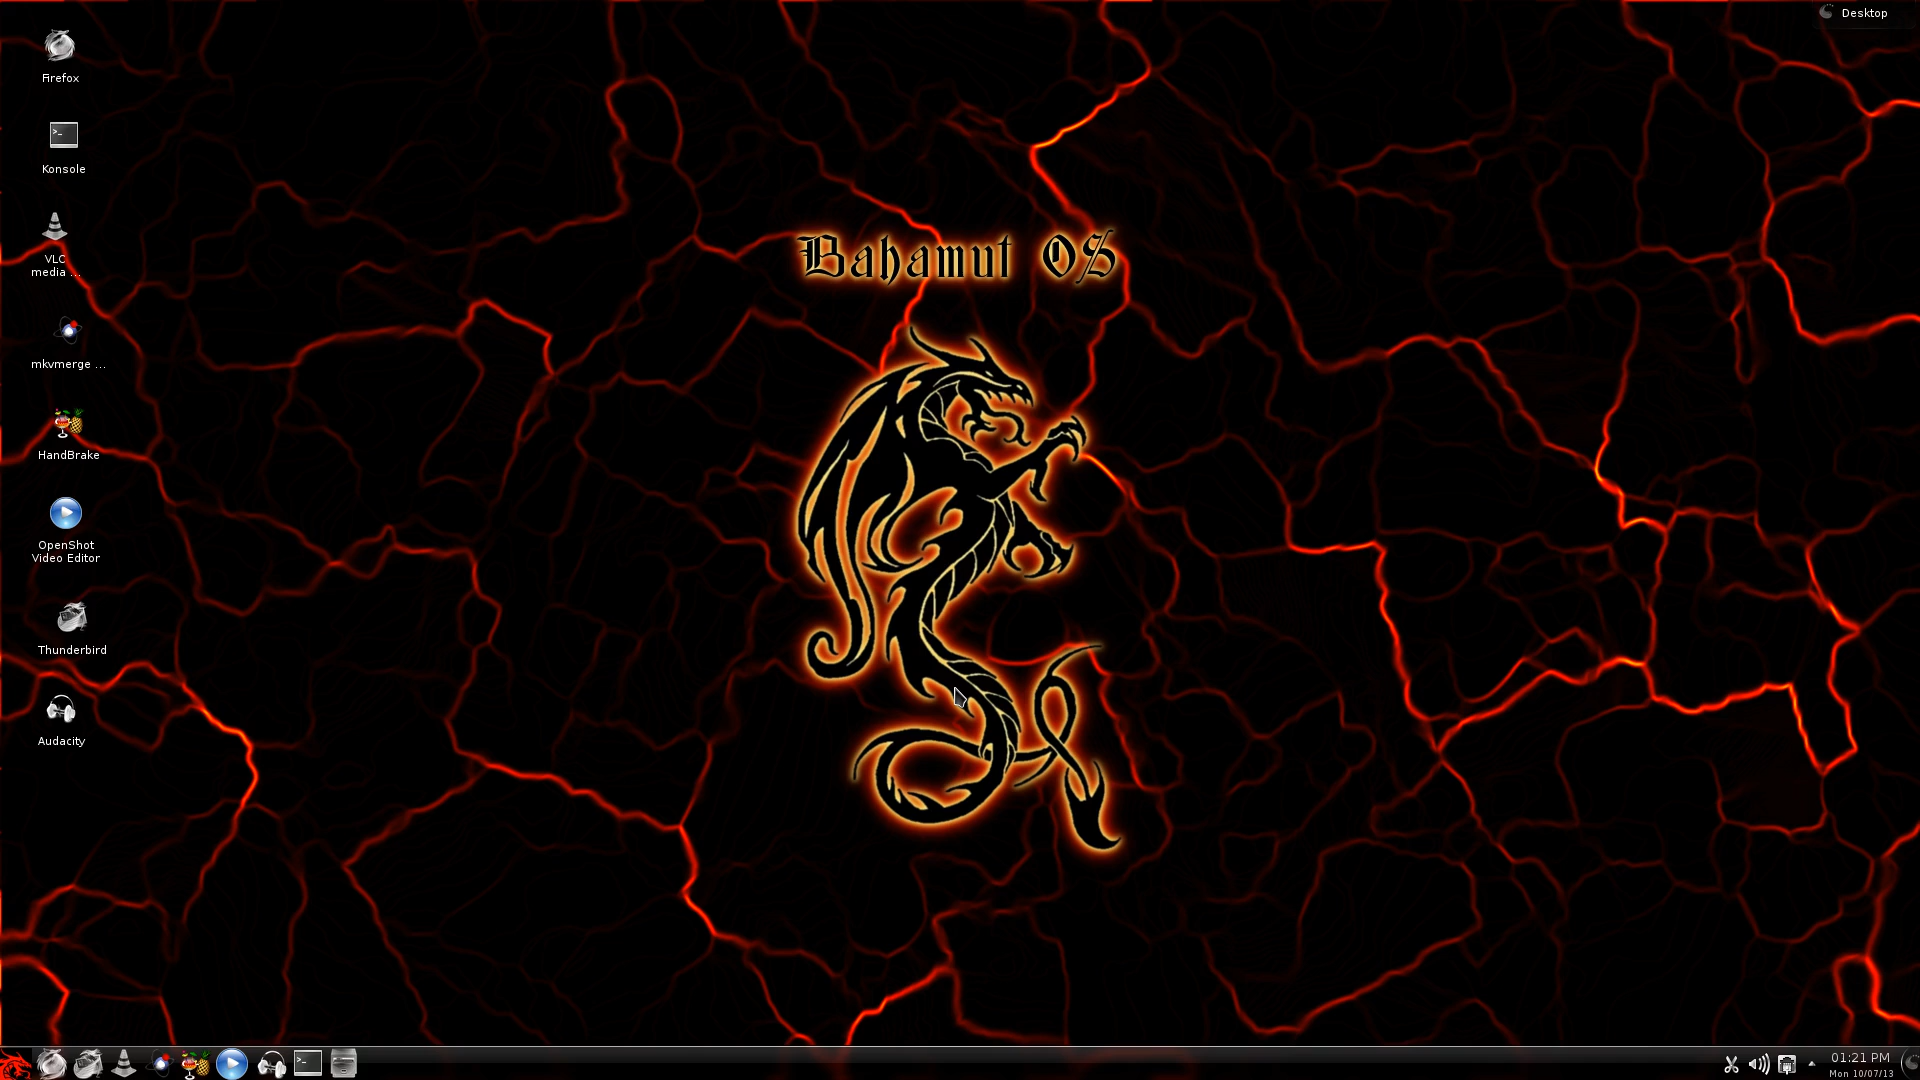 Desktop
Firefox
Konsole
VLC
media ...
mkvmerge ...
HandBrake
OpenShot
Video Editor
Thunderbird
Audacity
Bahamut OS
>_
>_
01:21 PM
Mon 10/07/13